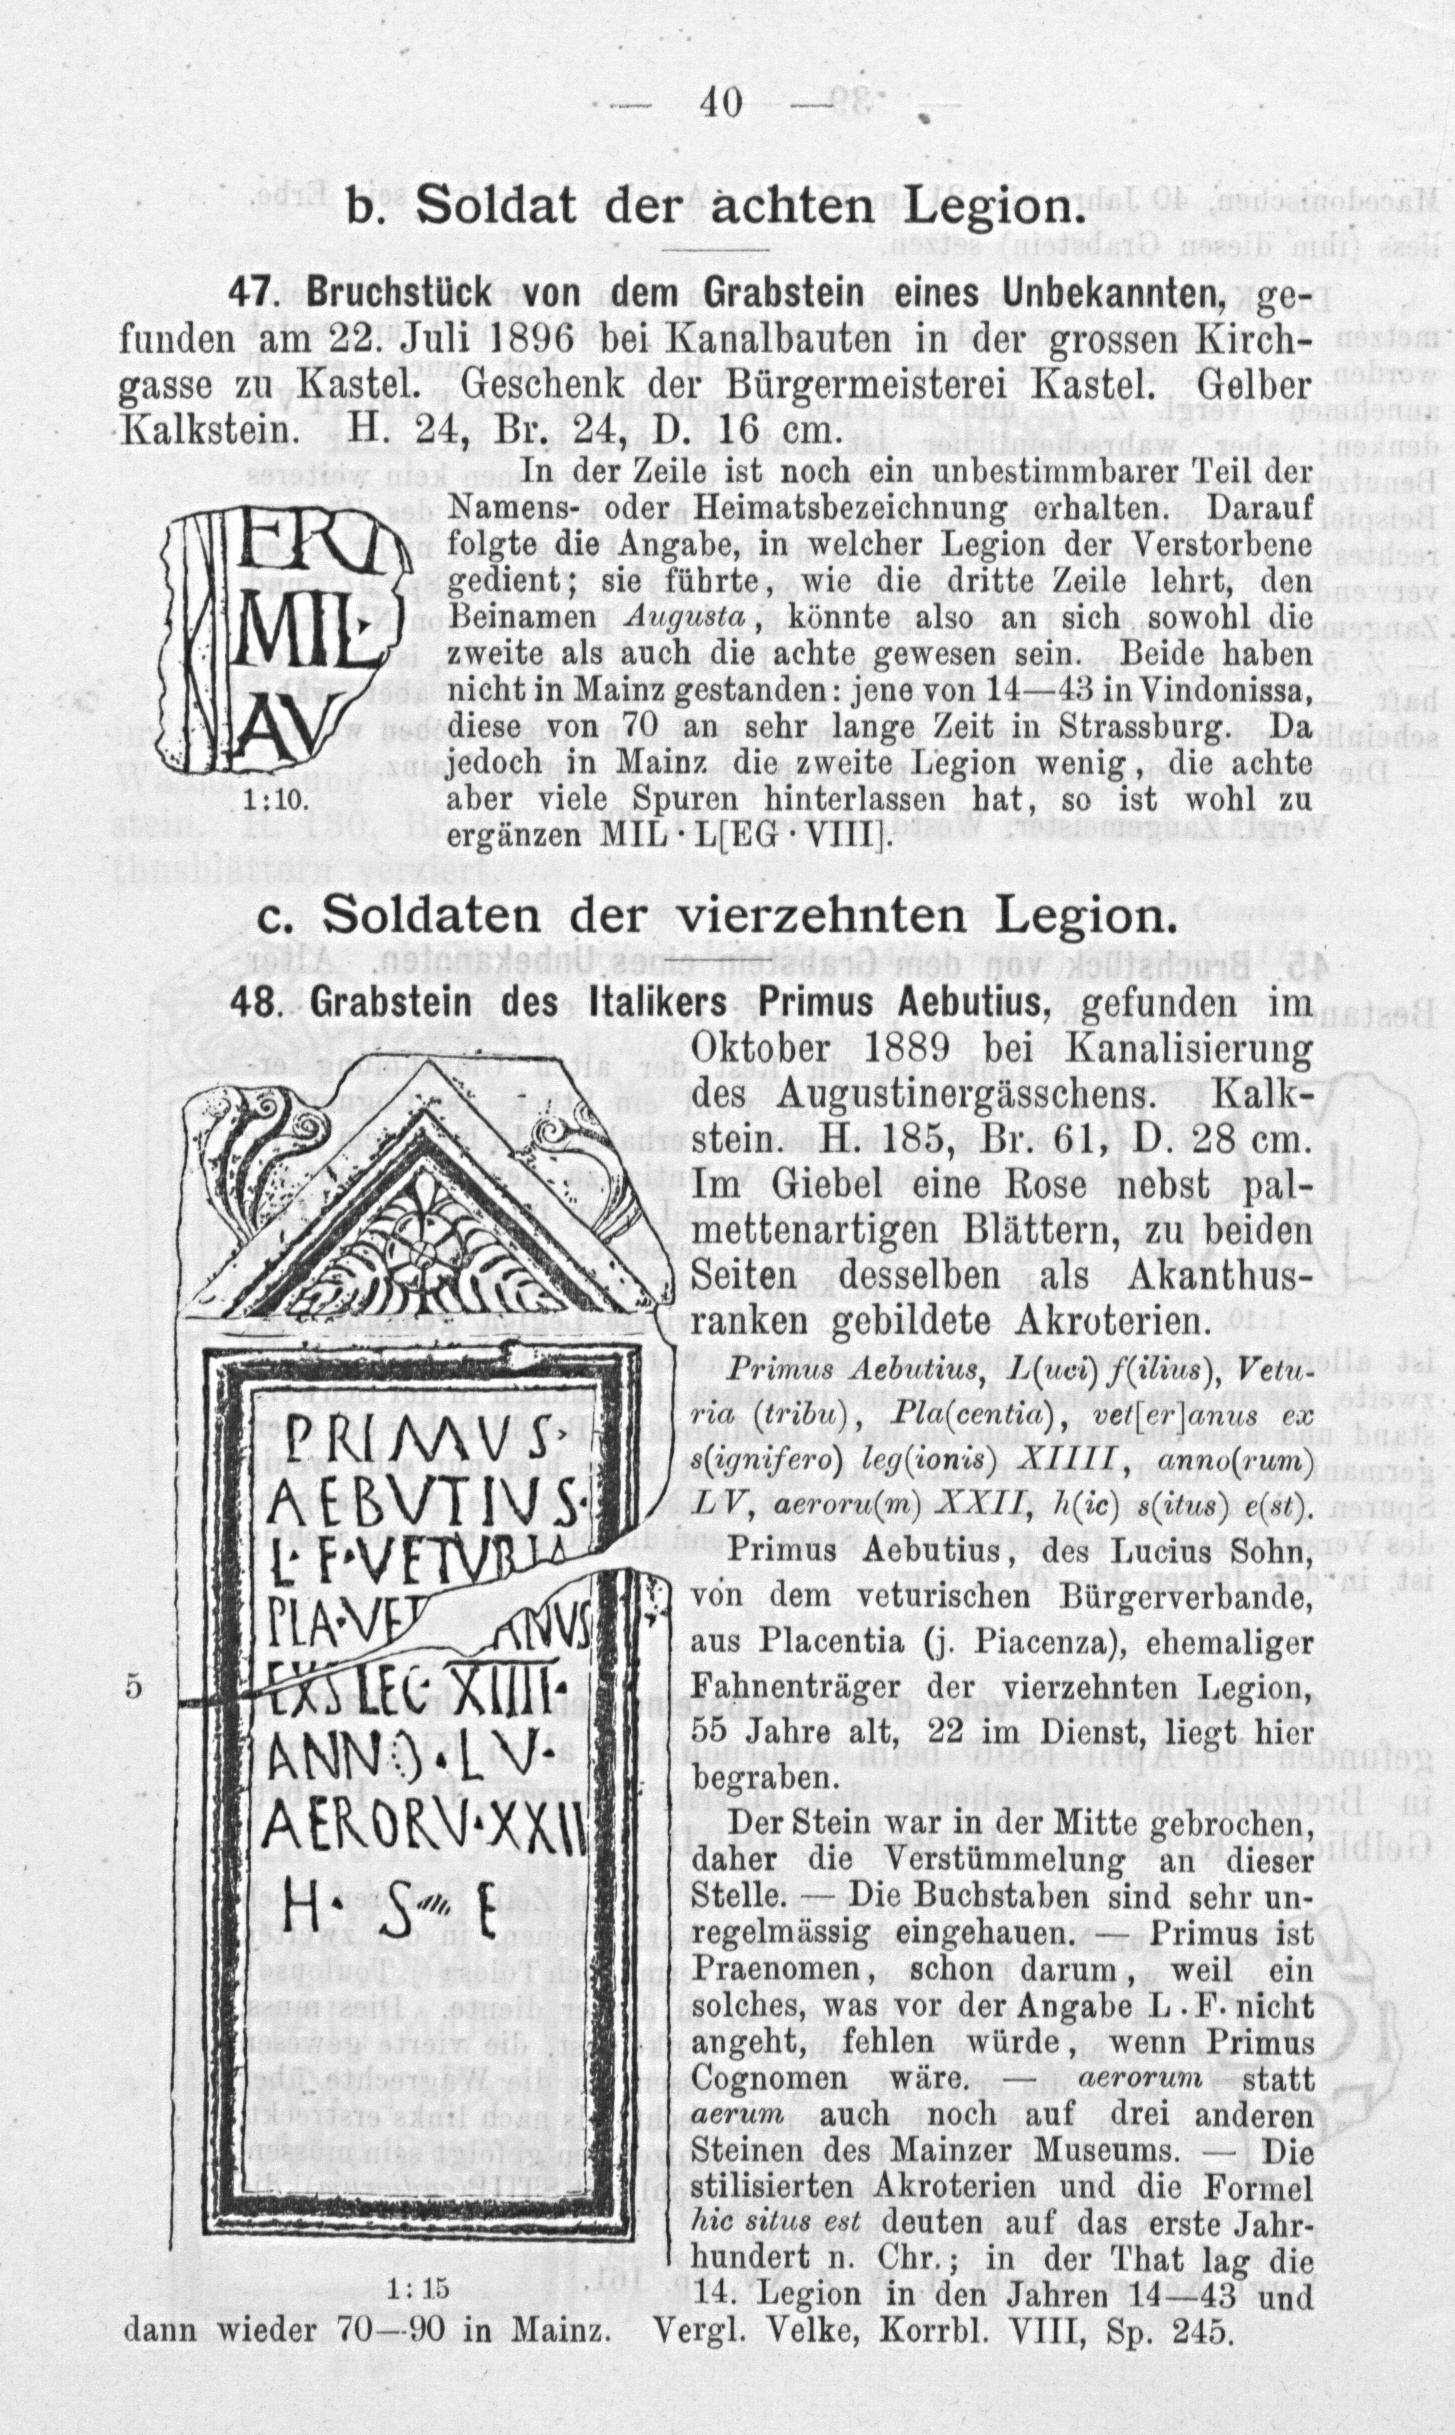 — 40 —
b. Soldat der achten Legion.
47. Bruchstück von dem Grabstein eines Unbekannten, ge-
funden am 22. Juli 1896 bei Kanalbauten in der grossen Kirch-
gasse zu Kastel. Geschenk der Bürgermeisterei Kastel. Gelber
Kalkstein. H. 24, Br. 24, D. 16 cm.
ERI
MIL·
AV
1:10.
In der Zeile ist noch ein unbestimmbarer Teil der
Namens- oder Heimatsbezeichnung erhalten. Darauf
folgte die Angabe, in welcher Legion der Verstorbene
gedient; sie führte, wie die dritte Zeile lehrt, den
Beinamen Augusta, könnte also an sich sowohl die
zweite als auch die achte gewesen sein. Beide haben
nicht in Mainz gestanden: jene von 14—43 in Vindonissa,
diese von 70 an sehr lange Zeit in Strassburg. Da
jedoch in Mainz die zweite Legion wenig, die achte
aber viele Spuren hinterlassen hat, so ist wohl zu
ergänzen MIL · L[EG · VIII].
c. Soldaten der vierzehnten Legion.
48. Grabstein des Italikers Primus Aebutius, gefunden im
Oktober 1889 bei Kanalisierung
des Augustinergässchens. Kalk-
stein. H. 185, Br. 61, D. 28 cm.
Im Giebel eine Rose nebst pal-
mettenartigen Blättern, zu beiden
Seiten desselben als Akanthus-
ranken gebildete Akroterien.
PRIMVS·
AEBVTIVS·
L·F·VETVRIA
PLA·VET ANVS
5 EXS LEG XIIII·
ANNO·LV·
AERORV·XXII
H· S E
1:15
Primus Aebutius, L(uci) f(ilius), Vetu-
ria (tribu), Pla(centia), vet[er]anus ex
s(ignifero) leg(ionis) XIIII, anno(rum)
LV, aeroru(m) XXII, h(ic) s(itus) e(st).
Primus Aebutius, des Lucius Sohn,
von dem veturischen Bürgerverbande,
aus Placentia (j. Piacenza), ehemaliger
Fahnenträger der vierzehnten Legion,
55 Jahre alt, 22 im Dienst, liegt hier
begraben.
Der Stein war in der Mitte gebrochen,
daher die Verstümmelung an dieser
Stelle. — Die Buchstaben sind sehr un-
regelmässig eingehauen. — Primus ist
Praenomen, schon darum, weil ein
solches, was vor der Angabe L · F · nicht
angeht, fehlen würde, wenn Primus
Cognomen wäre. — aerorum statt
aerum auch noch auf drei anderen
Steinen des Mainzer Museums. — Die
stilisierten Akroterien und die Formel
hic situs est deuten auf das erste Jahr-
hundert n. Chr.; in der That lag die
14. Legion in den Jahren 14—43 und
dann wieder 70—90 in Mainz. Vergl. Velke, Korrbl. VIII, Sp. 245.